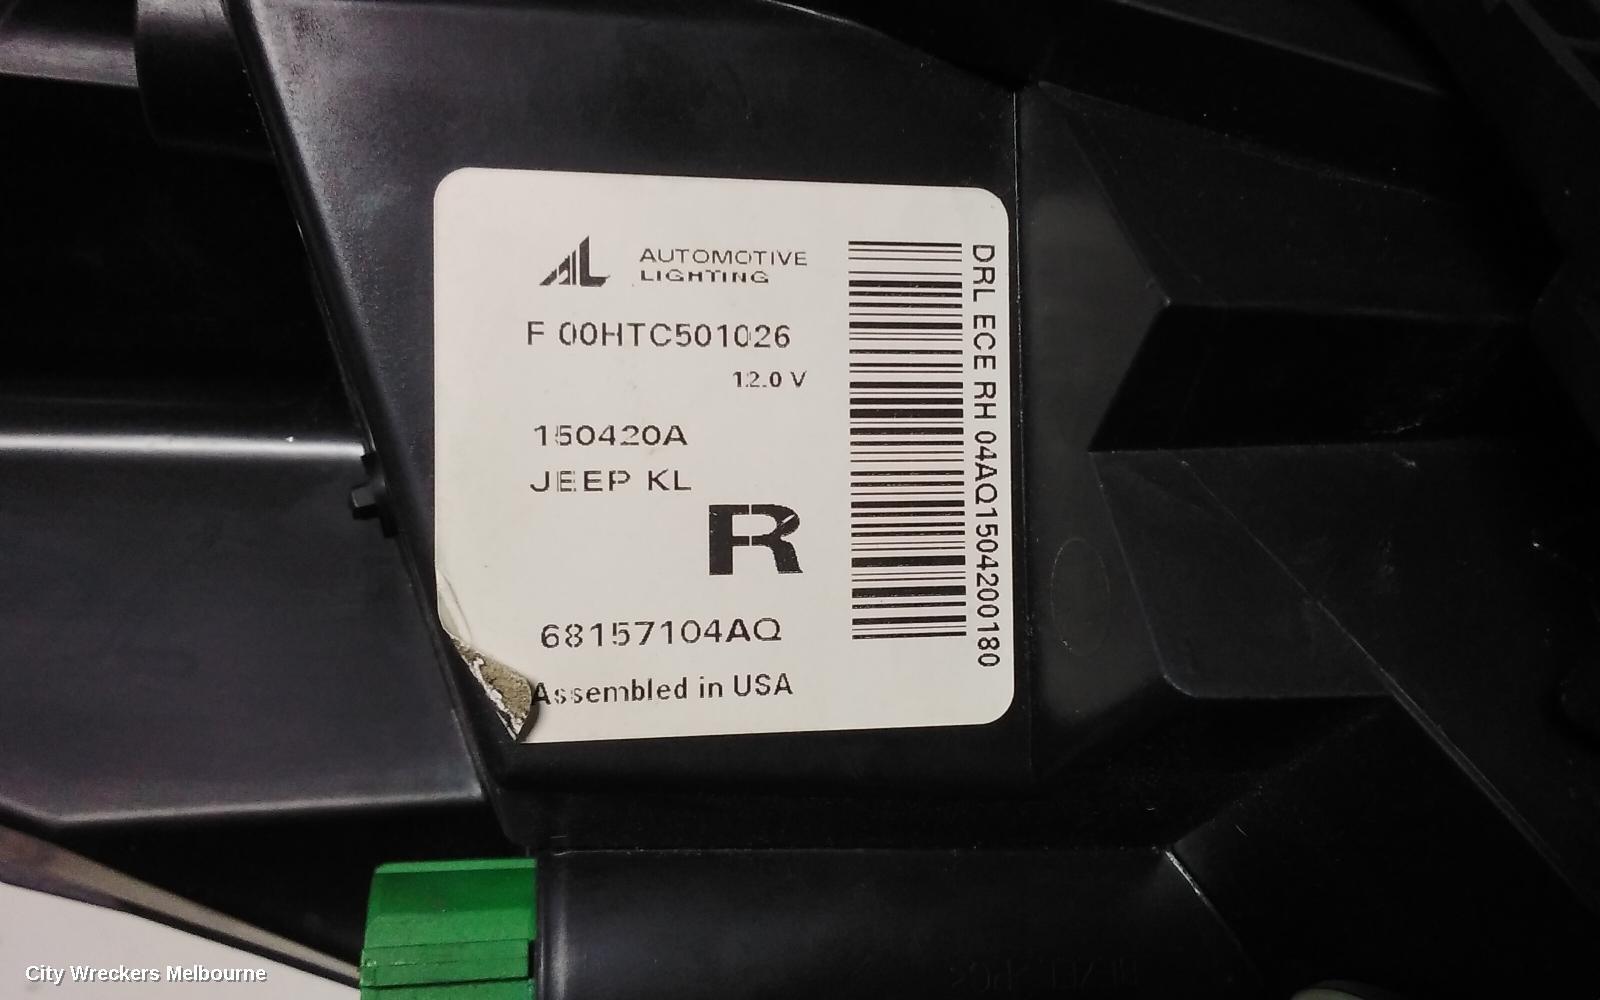 AL
AUTOMOTIVE
LIGHTING
F 00HTC501026
12.0 V
150420A
JEEP KL
R
68157104AQ
Assembled in USA
DRL ECE RH 04AQ1504200180
City Wreckers Melbourne